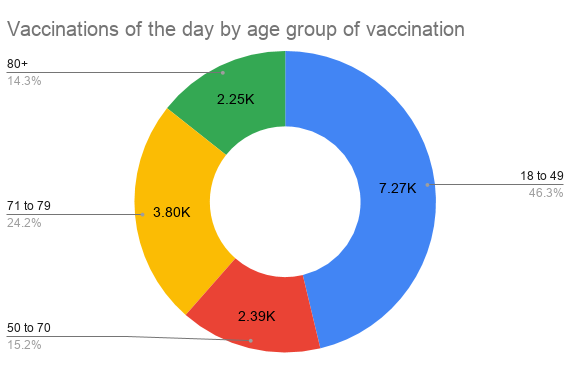 Vaccinations of the day by age group of vaccination
80+
14.3%
2.25K
7.27K
18 to 49
46.3%
71 to 79
24.2%
3.80K
2.39K
50 to 70
15.2%